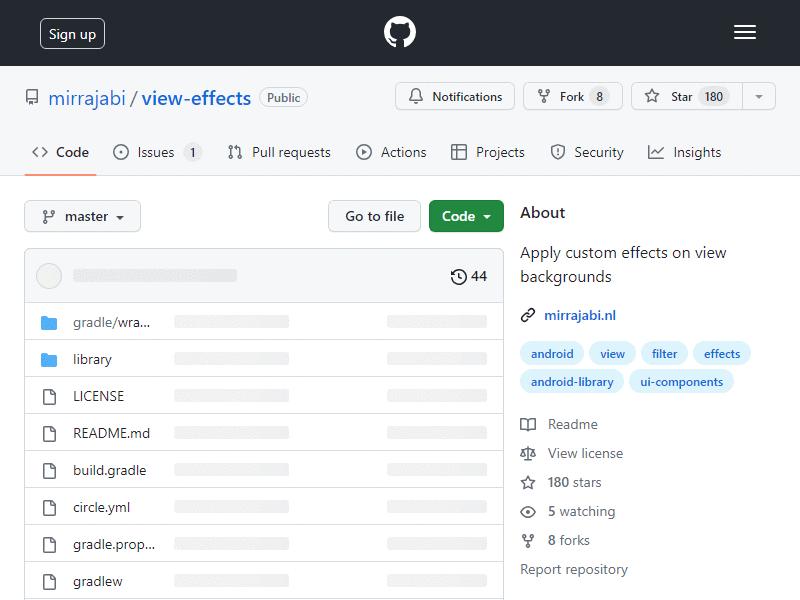 Sign up
mirrajabi / view-effects Public
Notifications Fork 8 Star 180
Code Issues 1 Pull requests Actions Projects Security Insights
master Go to file Code
44
gradle/wra...
library
LICENSE
README.md
build.gradle
circle.yml
gradle.prop...
gradlew
About
Apply custom effects on view
backgrounds
mirrajabi.nl
android view filter effects
android-library ui-components
Readme
View license
180 stars
5 watching
8 forks
Report repository